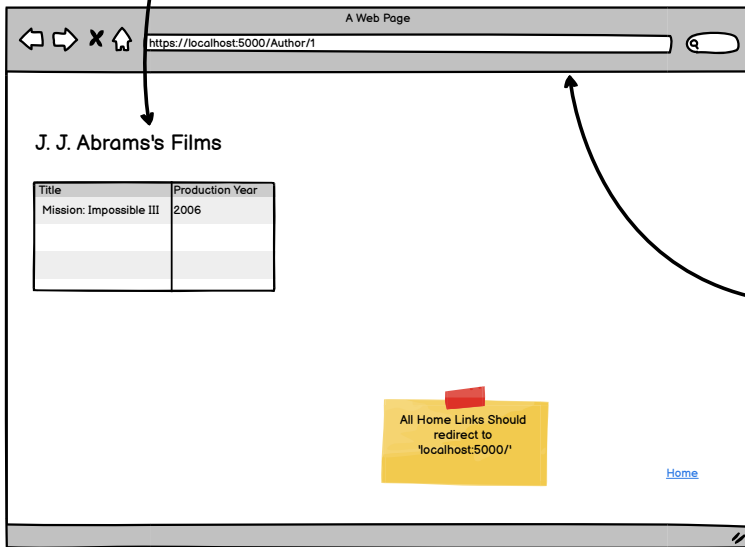 A Web Page
https://localhost:5000/Author/1
J. J. Abrams's Films
Title Production Year
Mission: Impossible III 2006
All Home Links Should
redirect to
'localhost:5000/'
Home